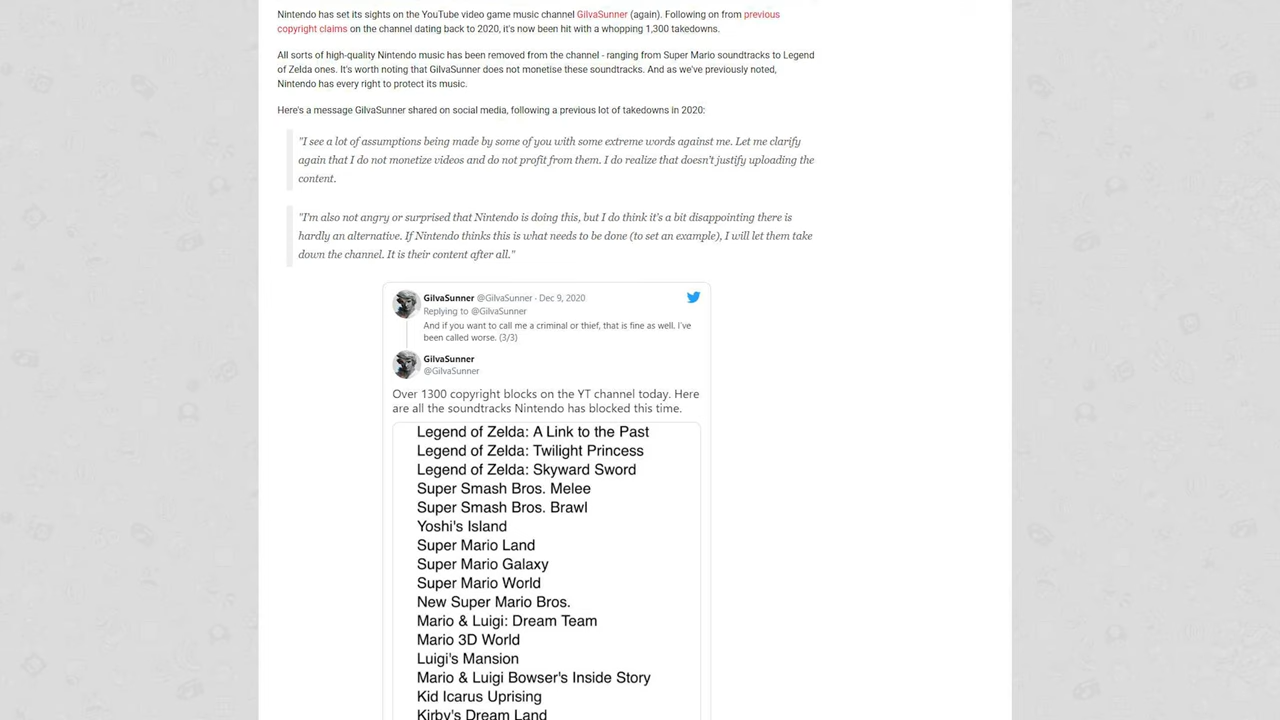 Nintendo has set its sights on the YouTube video game music channel GilvaSunner (again). Following on from previous
copyright claims on the channel dating back to 2020, it's now been hit with a whopping 1,300 takedowns.
All sorts of high-quality Nintendo music has been removed from the channel - ranging from Super Mario soundtracks to Legend
of Zelda ones. It's worth noting that GilvaSunner does not monetise these soundtracks. And as we've previously noted,
Nintendo has every right to protect its music.
Here's a message GilvaSunner shared on social media, following a previous lot of takedowns in 2020:
"I see a lot of assumptions being made by some of you with some extreme words against me. Let me clarify
again that I do not monetize videos and do not profit from them. I do realize that doesn't justify uploading the
content.
"I'm also not angry or surprised that Nintendo is doing this, but I do think it's a bit disappointing there is
hardly an alternative. If Nintendo thinks this is what needs to be done (to set an example), I will let them take
down the channel. It is their content after all."
GilvaSunner @GilvaSunner · Dec 9, 2020
Replying to @GilvaSunner
And if you want to call me a criminal or thief, that is fine as well. I've
been called worse. (3/3)
GilvaSunner
@GilvaSunner
Over 1300 copyright blocks on the YT channel today. Here
are all the soundtracks Nintendo has blocked this time.
Legend of Zelda: A Link to the Past
Legend of Zelda: Twilight Princess
Legend of Zelda: Skyward Sword
Super Smash Bros. Melee
Super Smash Bros. Brawl
Yoshi's Island
Super Mario Land
Super Mario Galaxy
Super Mario World
New Super Mario Bros.
Mario & Luigi: Dream Team
Mario 3D World
Luigi's Mansion
Mario & Luigi Bowser's Inside Story
Kid Icarus Uprising
Kirby's Dream Land